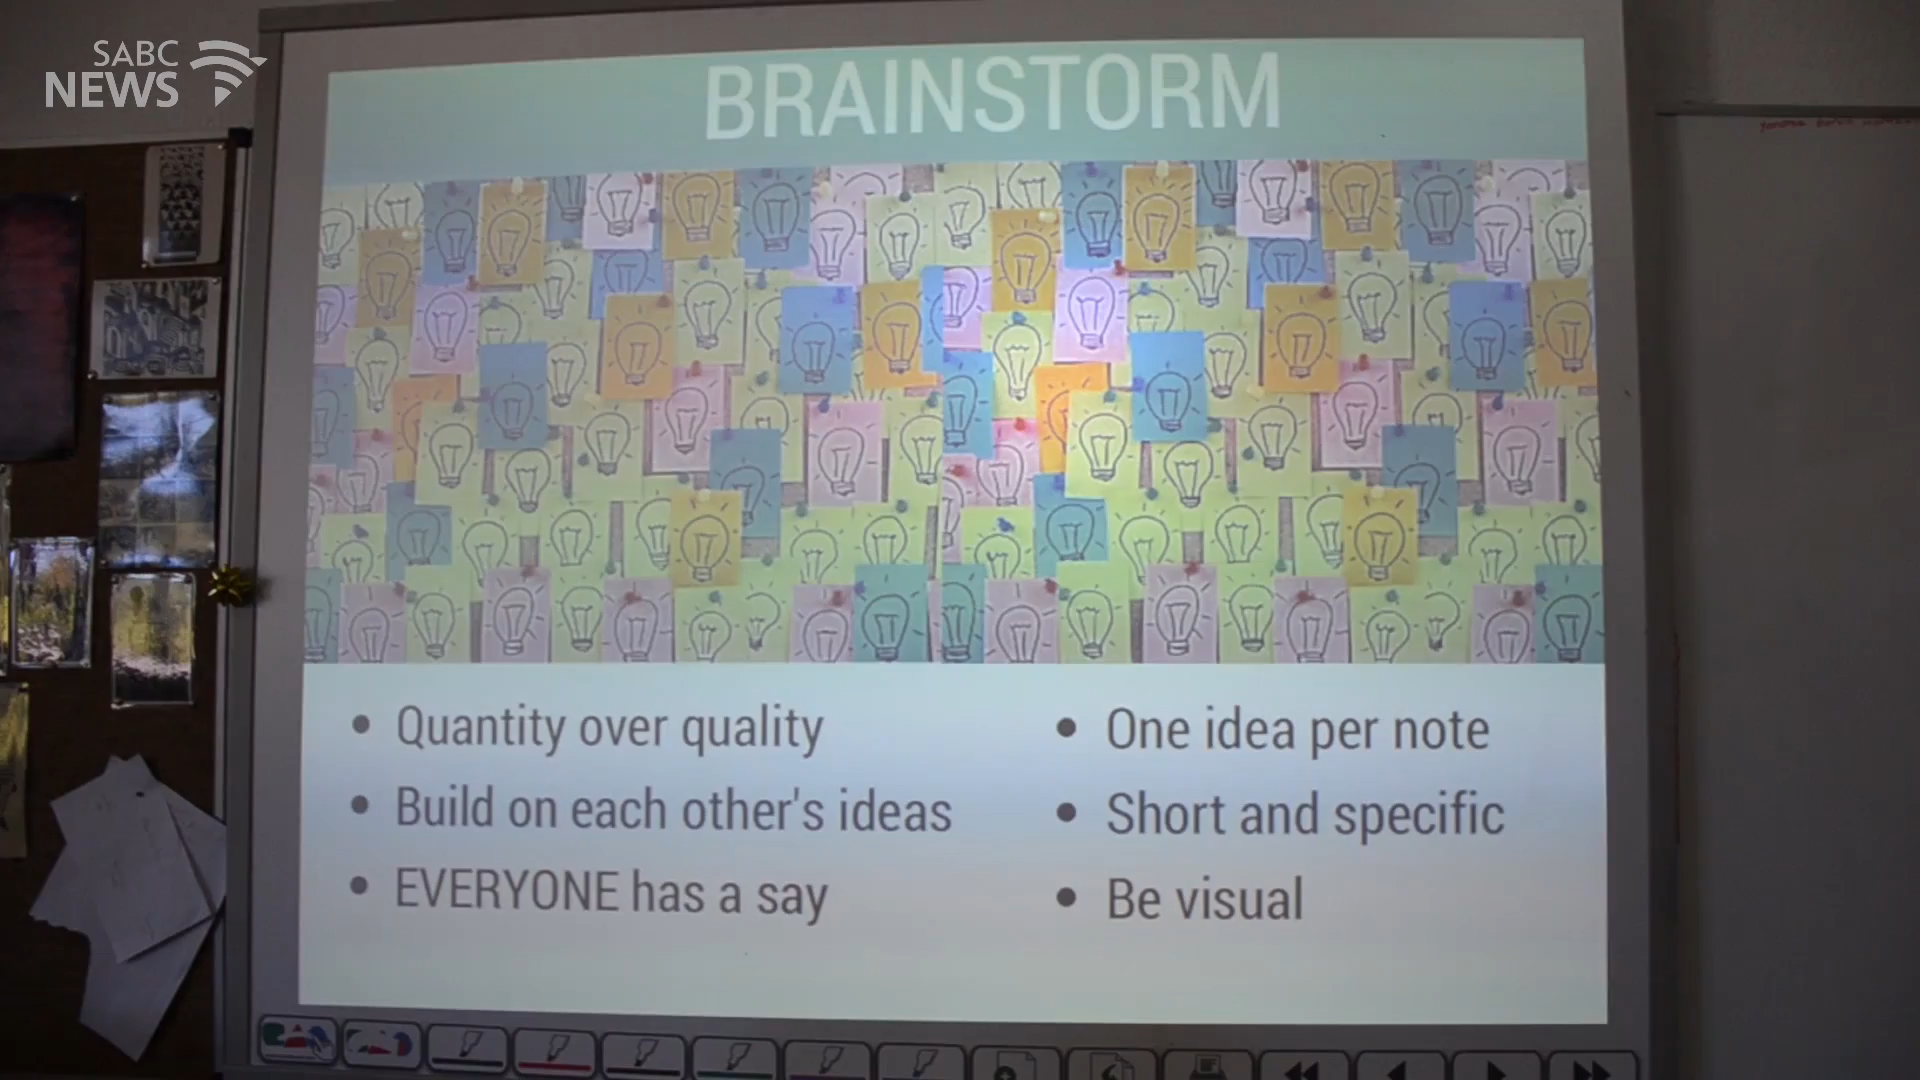 SABC
NEWS
BRAINSTORM
• Quantity over quality
• Build on each other's ideas
• EVERYONE has a say
• One idea per note
• Short and specific
• Be visual